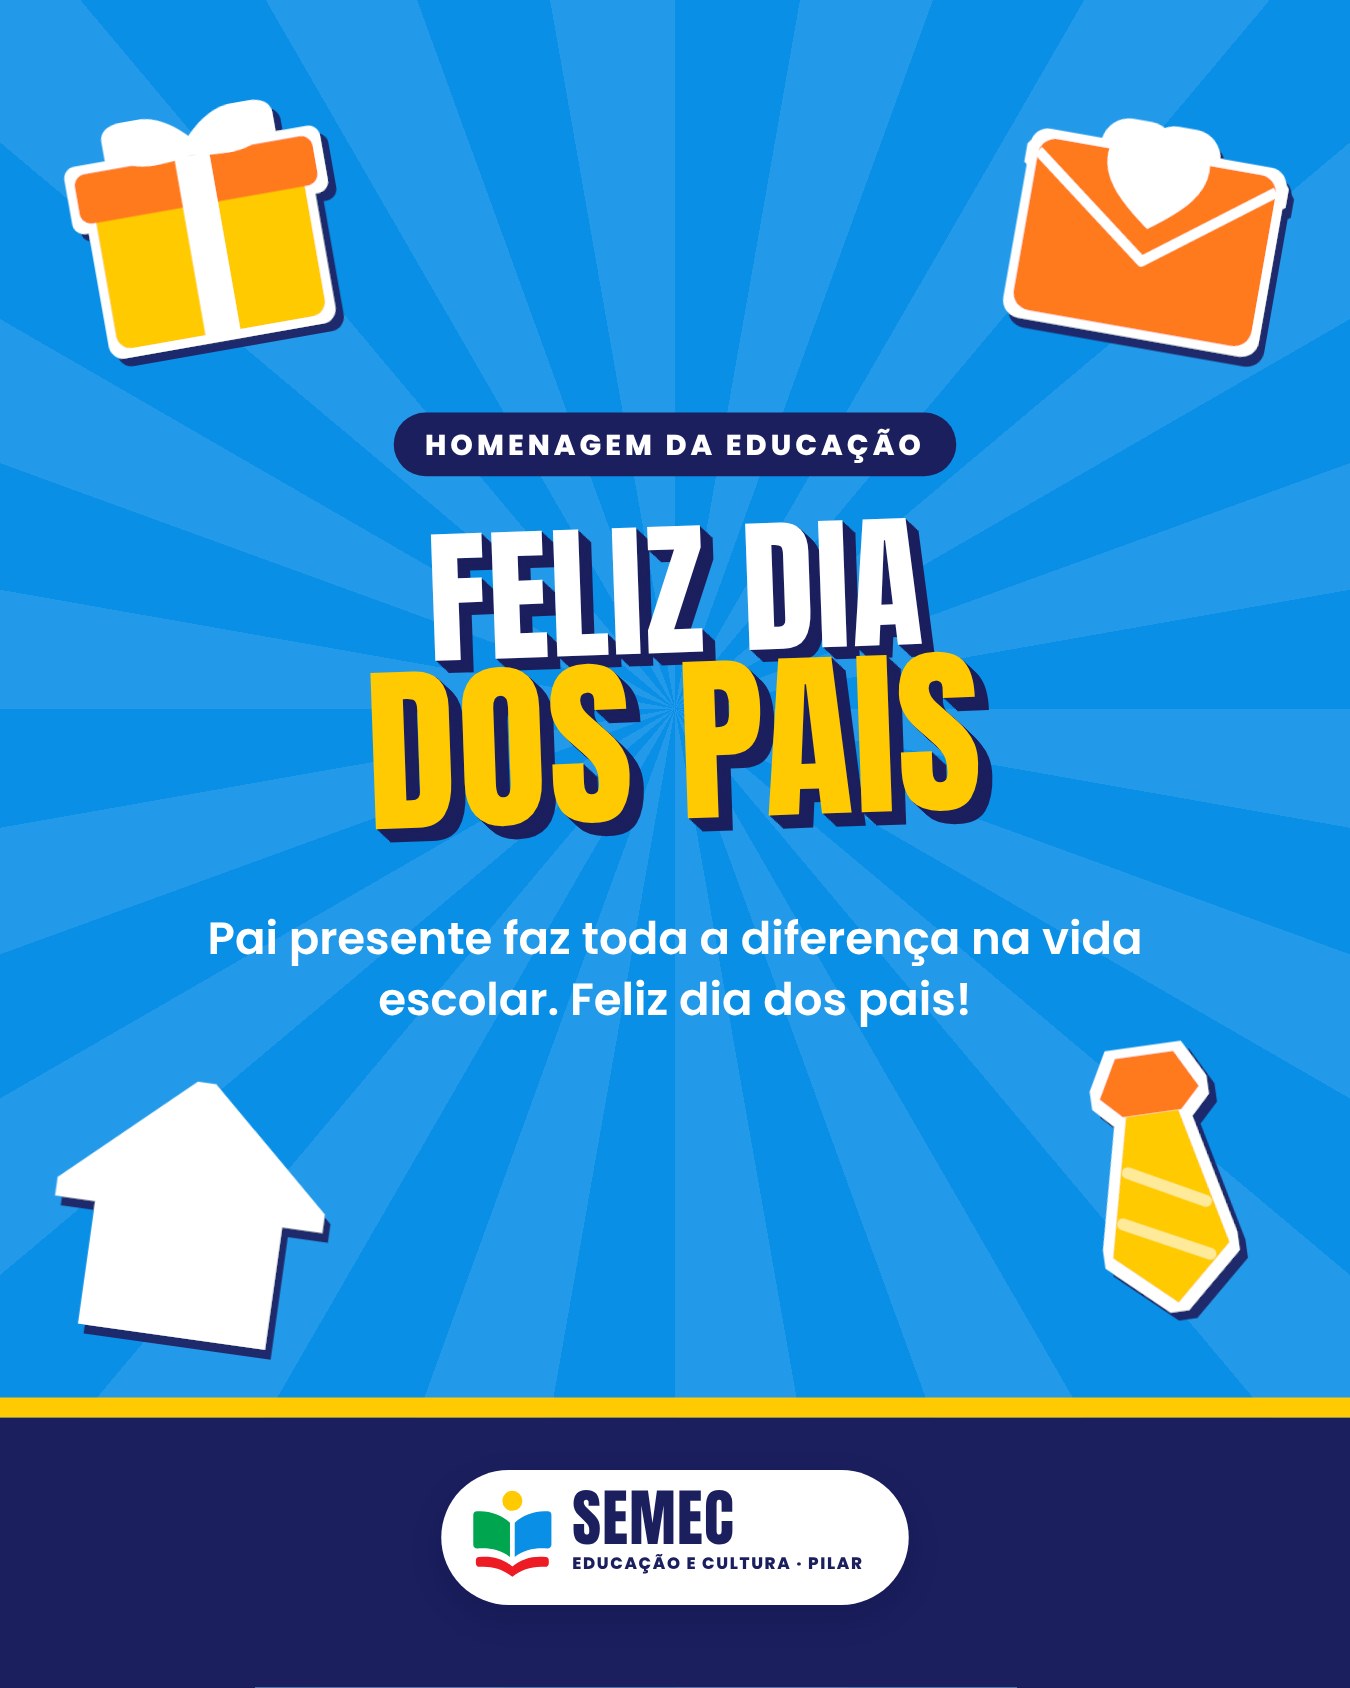 HOMENAGEM DA EDUCAÇÃO
FELIZ DIA
DOS PAIS
Pai presente faz toda a diferença na vida
escolar. Feliz dia dos pais!
SEMEC
EDUCAÇÃO E CULTURA · PILAR